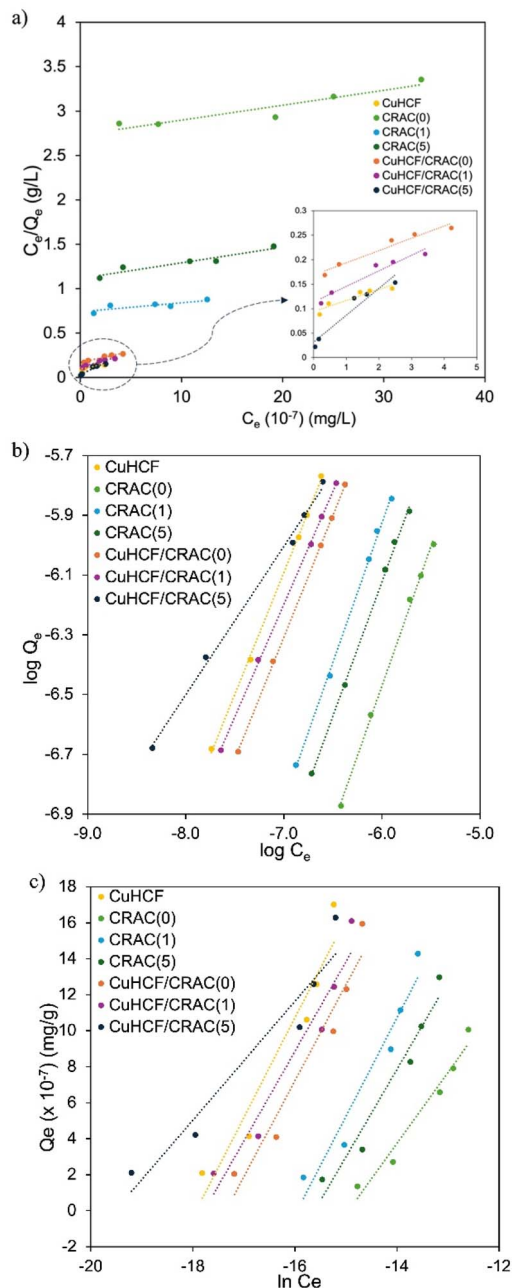 a)
4
3.5
3
2.5
2
1.5
1
0.5
0
C_e/Q_e (g/L)
CuHCF
CRAC(0)
CRAC(1)
CRAC(5)
CuHCF/CRAC(0)
CuHCF/CRAC(1)
CuHCF/CRAC(5)
0.3
0.25
0.2
0.15
0.1
0.05
0
0 1 2 3 4 5
0 10 20 30 40
C_e (10^-7) (mg/L)
b)
-5.7
-5.9
-6.1
-6.3
-6.5
-6.7
-6.9
log Q_e
CuHCF
CRAC(0)
CRAC(1)
CRAC(5)
CuHCF/CRAC(0)
CuHCF/CRAC(1)
CuHCF/CRAC(5)
-9.0 -8.0 -7.0 -6.0 -5.0
log C_e
c)
18
16
14
12
10
8
6
4
2
0
-2
Qe (x 10^-7) (mg/g)
CuHCF
CRAC(0)
CRAC(1)
CRAC(5)
CuHCF/CRAC(0)
CuHCF/CRAC(1)
CuHCF/CRAC(5)
-20 -18 -16 -14 -12
ln Ce